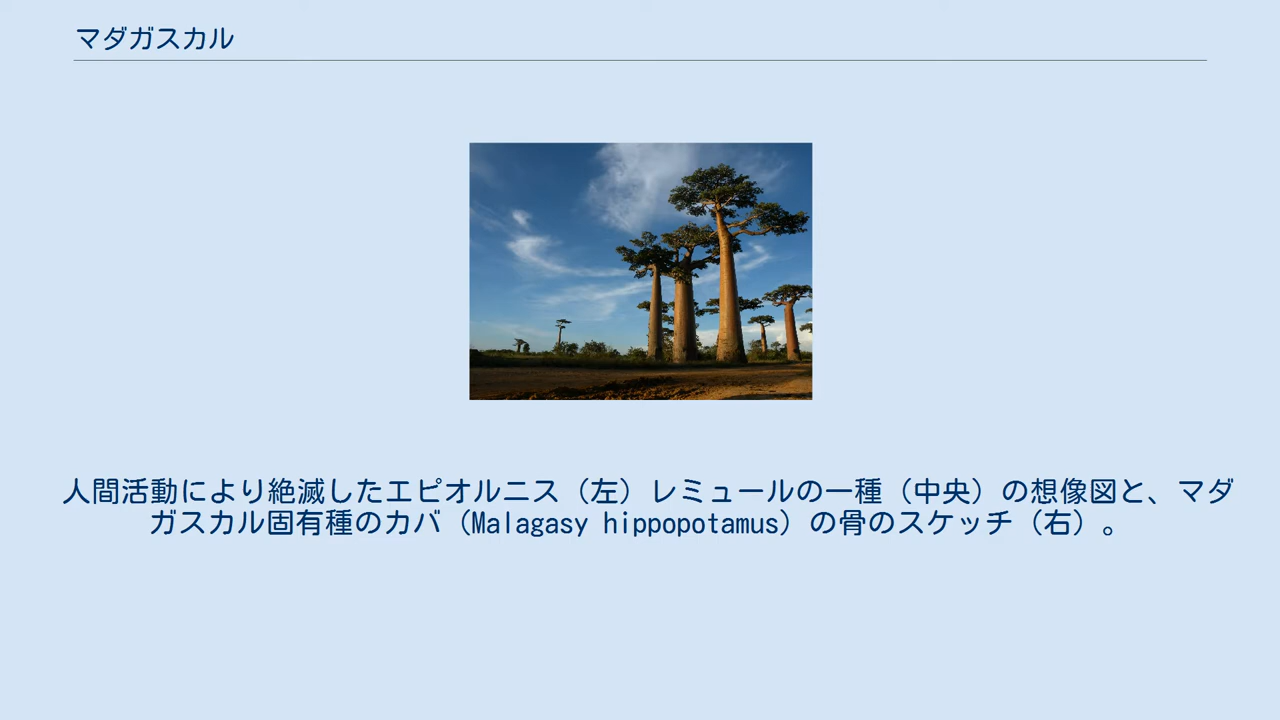 マダガスカル
人間活動により絶滅したエピオルニス（左）レミュールの一種（中央）の想像図と、マダ
ガスカル固有種のカバ（Malagasy hippopotamus）の骨のスケッチ（右）。